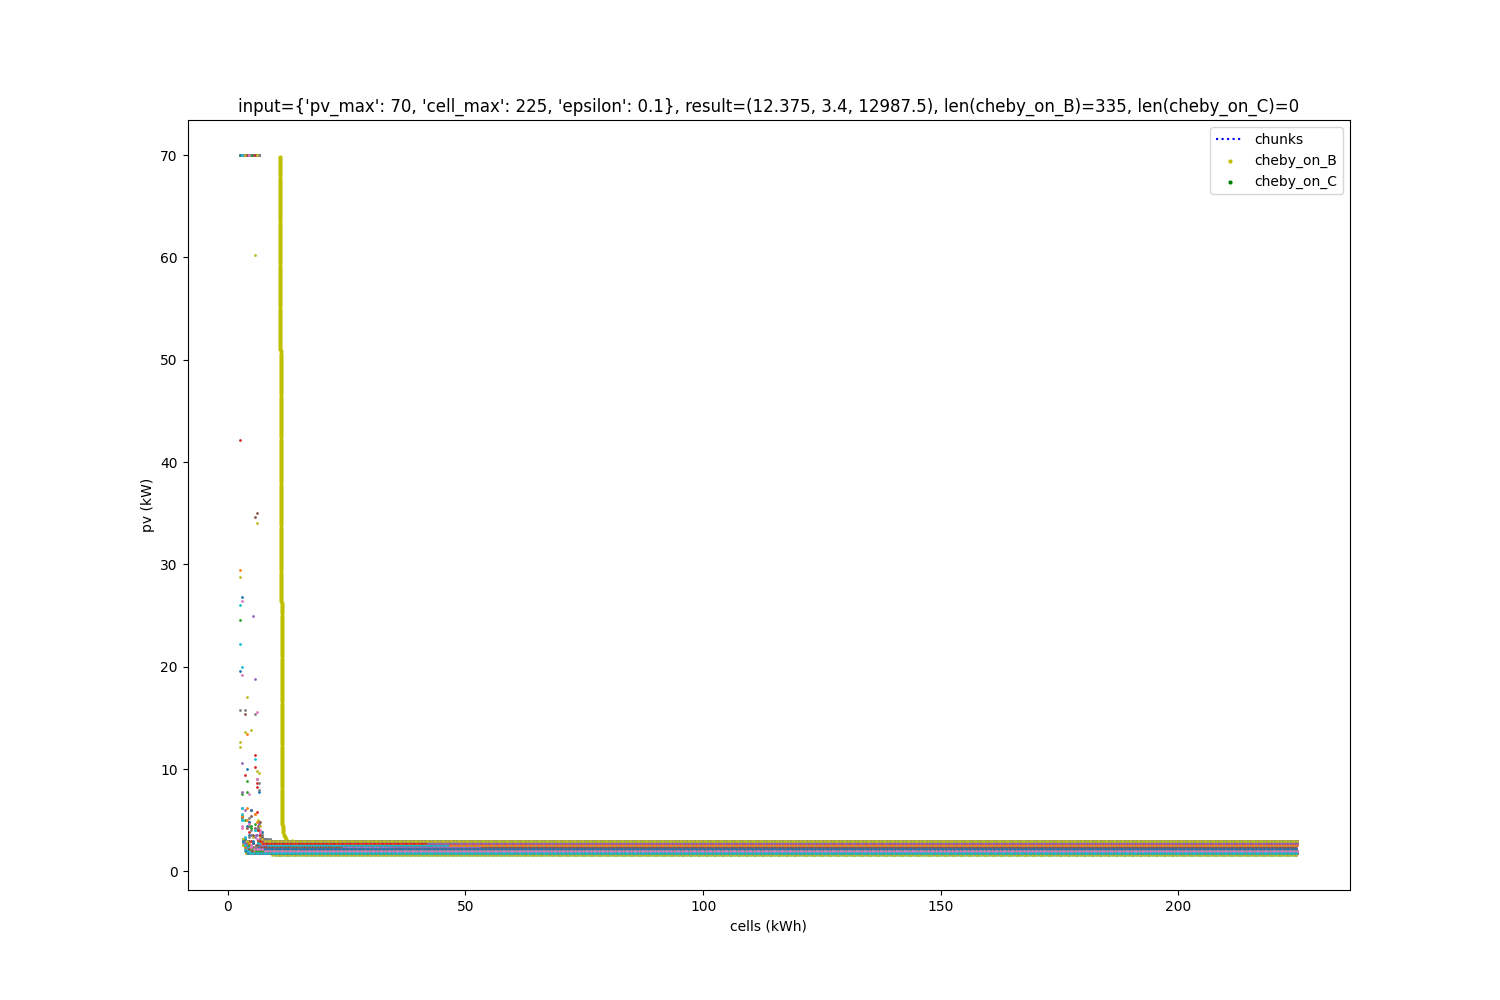 input={'pv_max': 70, 'cell_max': 225, 'epsilon': 0.1}, result=(12.375, 3.4, 12987.5), len(cheby_on_B)=335, len(cheby_on_C)=0
chunks
cheby_on_B
cheby_on_C
70
60
50
40
30
20
10
0
pv (kW)
0
50
100
150
200
cells (kWh)